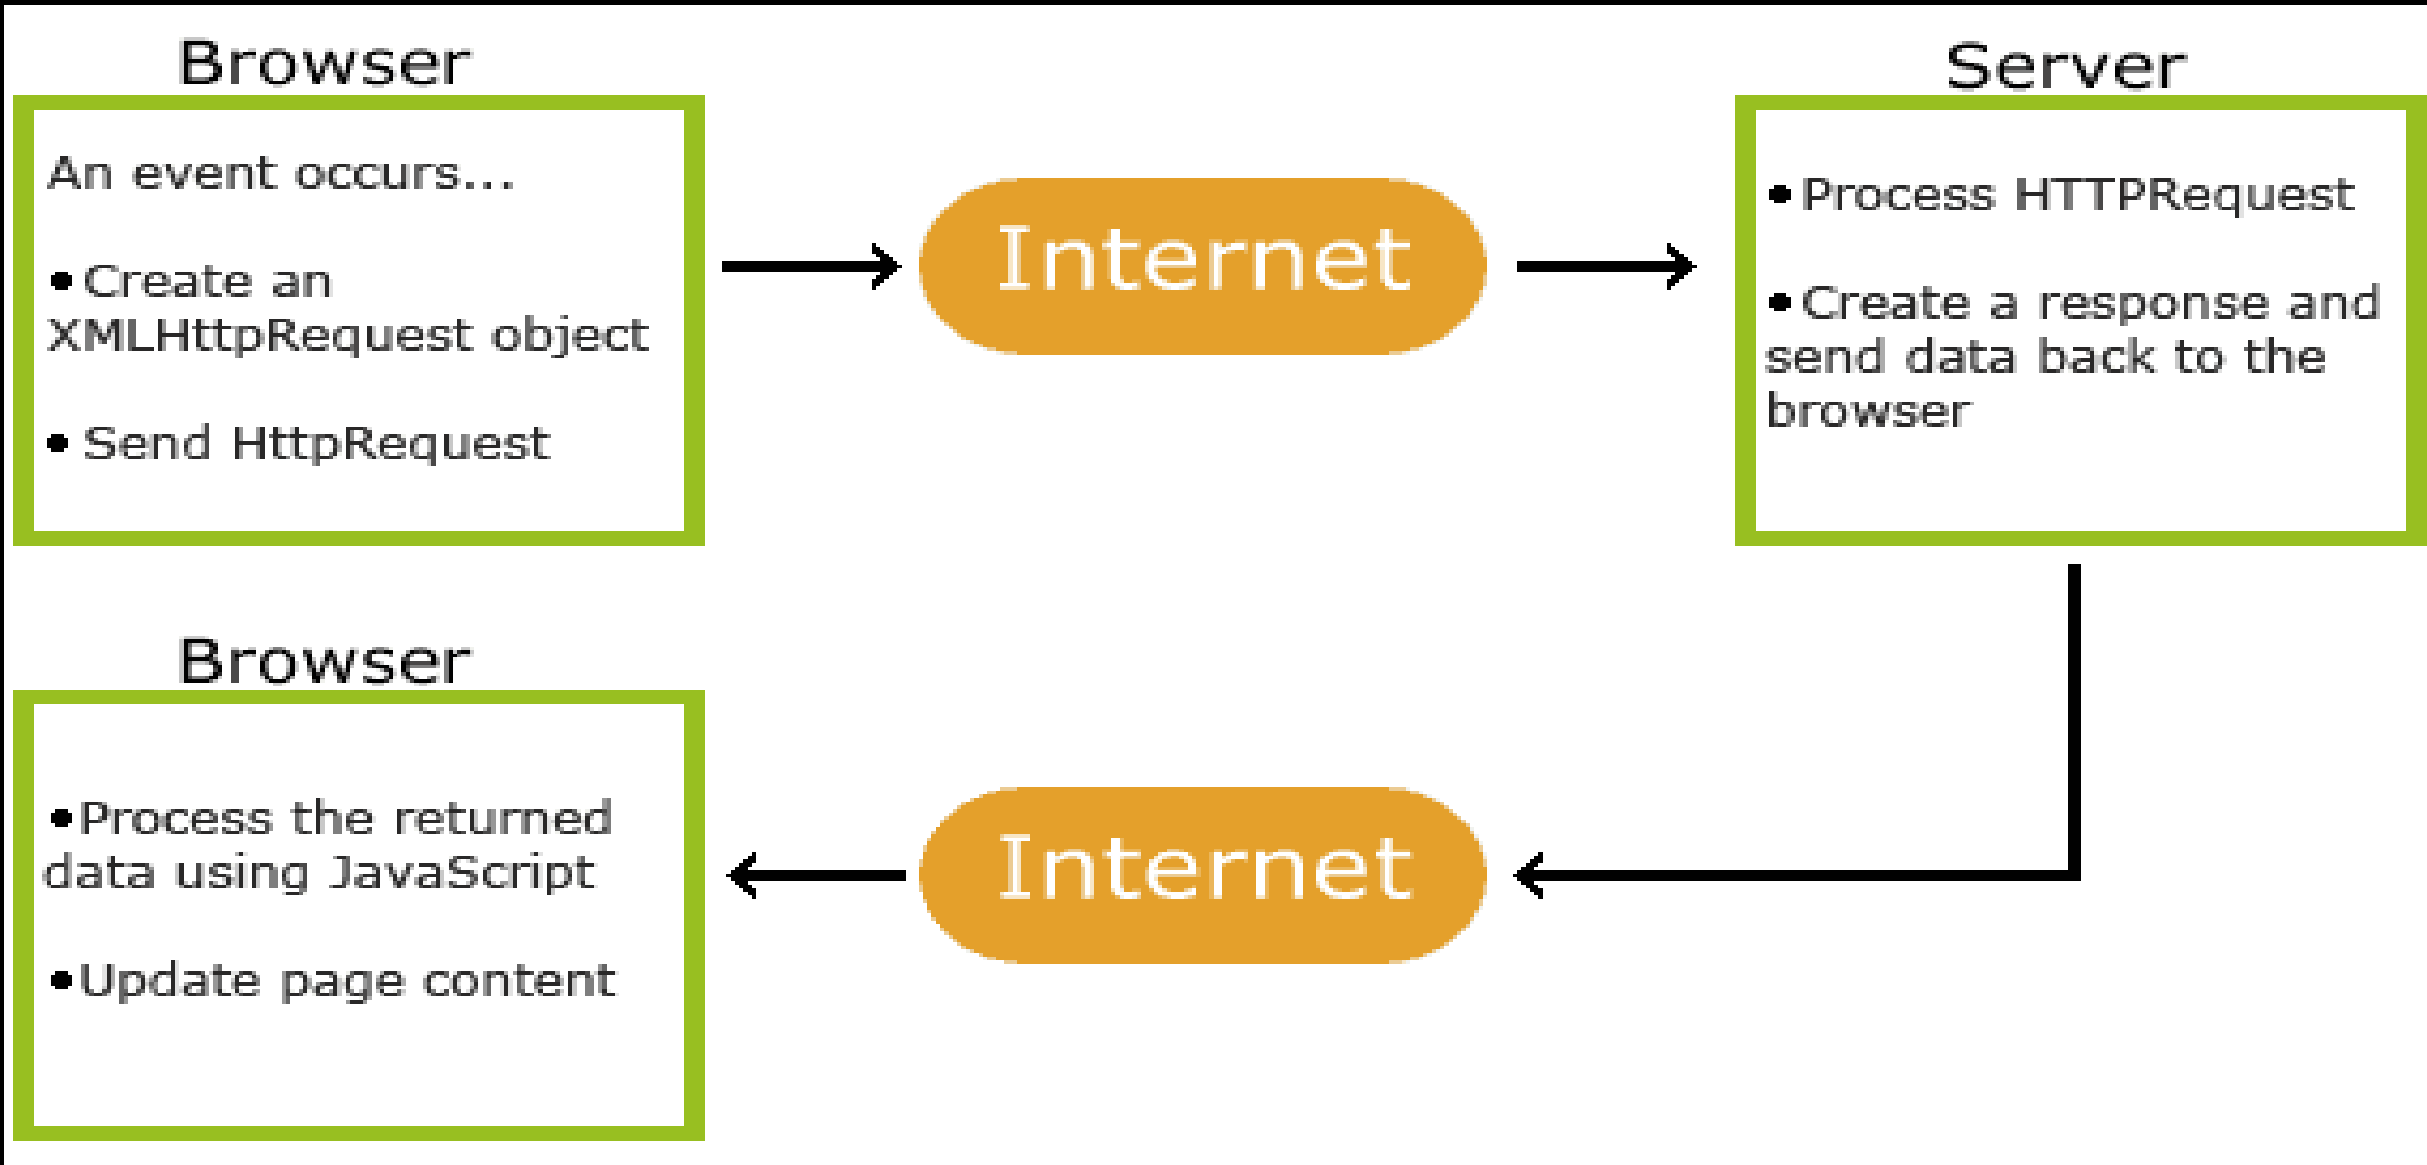 Browser
An event occurs...
• Create an
XMLHttpRequest object
• Send HttpRequest
Internet
Server
• Process HTTPRequest
• Create a response and
send data back to the
browser
Browser
• Process the returned
data using JavaScript
• Update page content
Internet